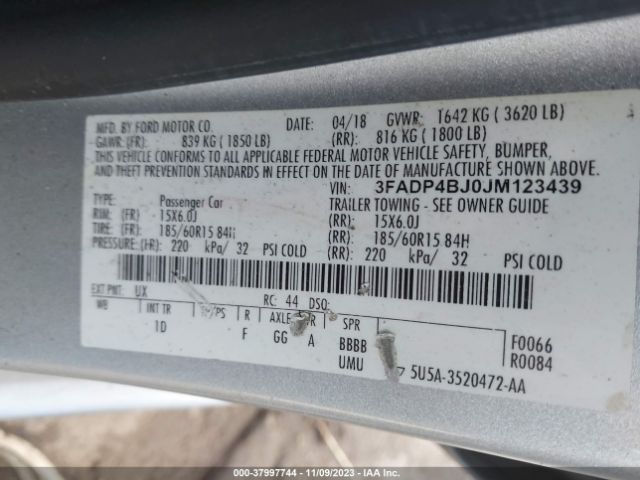 MFD. BY FORD MOTOR CO. DATE: 04/18 GVWR: 1642 KG ( 3620 LB)
GAWR: (FR): 839 KG ( 1850 LB) (RR): 816 KG ( 1800 LB)
THIS VEHICLE CONFORMS TO ALL APPLICABLE FEDERAL MOTOR VEHICLE SAFETY, BUMPER,
AND THEFT PREVENTION STANDARDS IN EFFECT ON THE DATE OF MANUFACTURE SHOWN ABOVE.
VIN: 3FADP4BJ0JM123439
TYPE: Passenger Car TRAILER TOWING - SEE OWNER GUIDE
RIM: (FR) 15X6.0J (RR): 15X6.0J
TIRE: (FR) 185/60R15 84H (RR): 185/60R15 84H
PRESSURE: (FR): 220 kPa/ 32 PSI COLD (RR): 220 kPa/ 32 PSI COLD
EXT PNT: UX RC: 44 DSO:
WB INT TR R AXLE SPR
1D F GG A BBBB F0066
UMU R0084
5U5A-3520472-AA
000-37997744 - 11/09/2023 - IAA